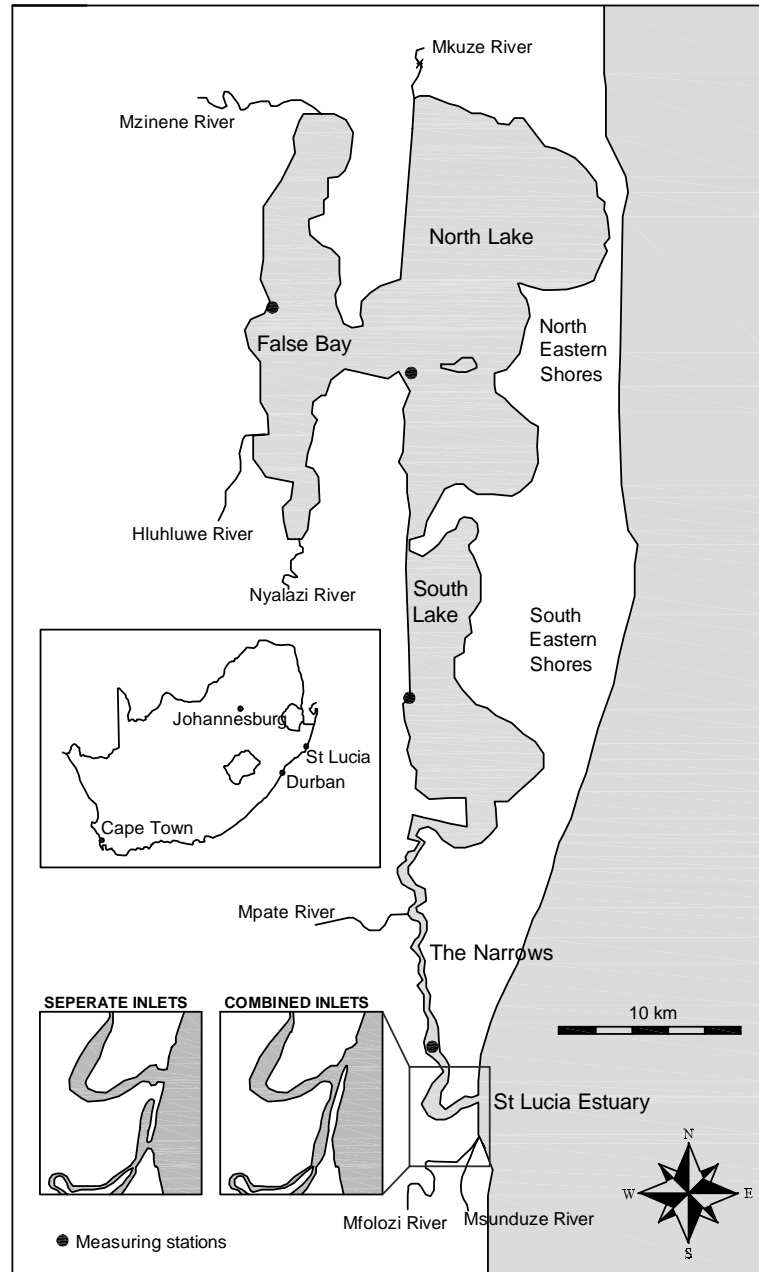 Mkuze River
Mzinene River
North Lake
False Bay
North
Eastern
Shores
Hluhluwe River
Nyalazi River
South
Lake
South
Eastern
Shores
Johannesburg
St Lucia
Durban
Cape Town
Mpate River
The Narrows
SEPERATE INLETS
COMBINED INLETS
10 km
St Lucia Estuary
N
W
E
S
Mfolozi River
Msunduze River
Measuring stations